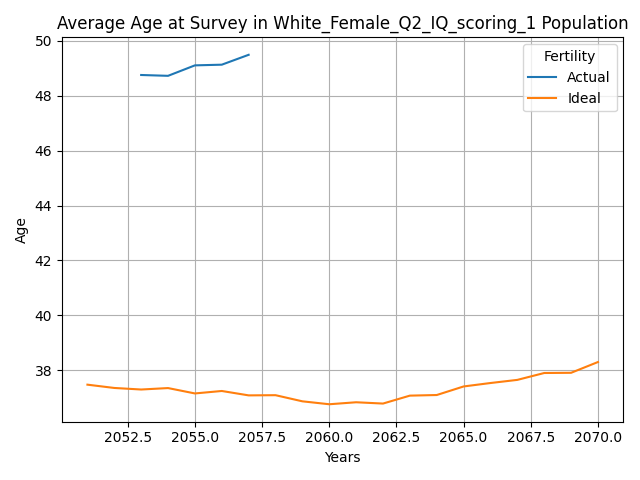 Average Age at Survey in White_Female_Q2_IQ_scoring_1 Population
50
48
46
44
42
40
38
Age
Fertility
Actual
Ideal
2052.5 2055.0 2057.5 2060.0 2062.5 2065.0 2067.5 2070.0
Years